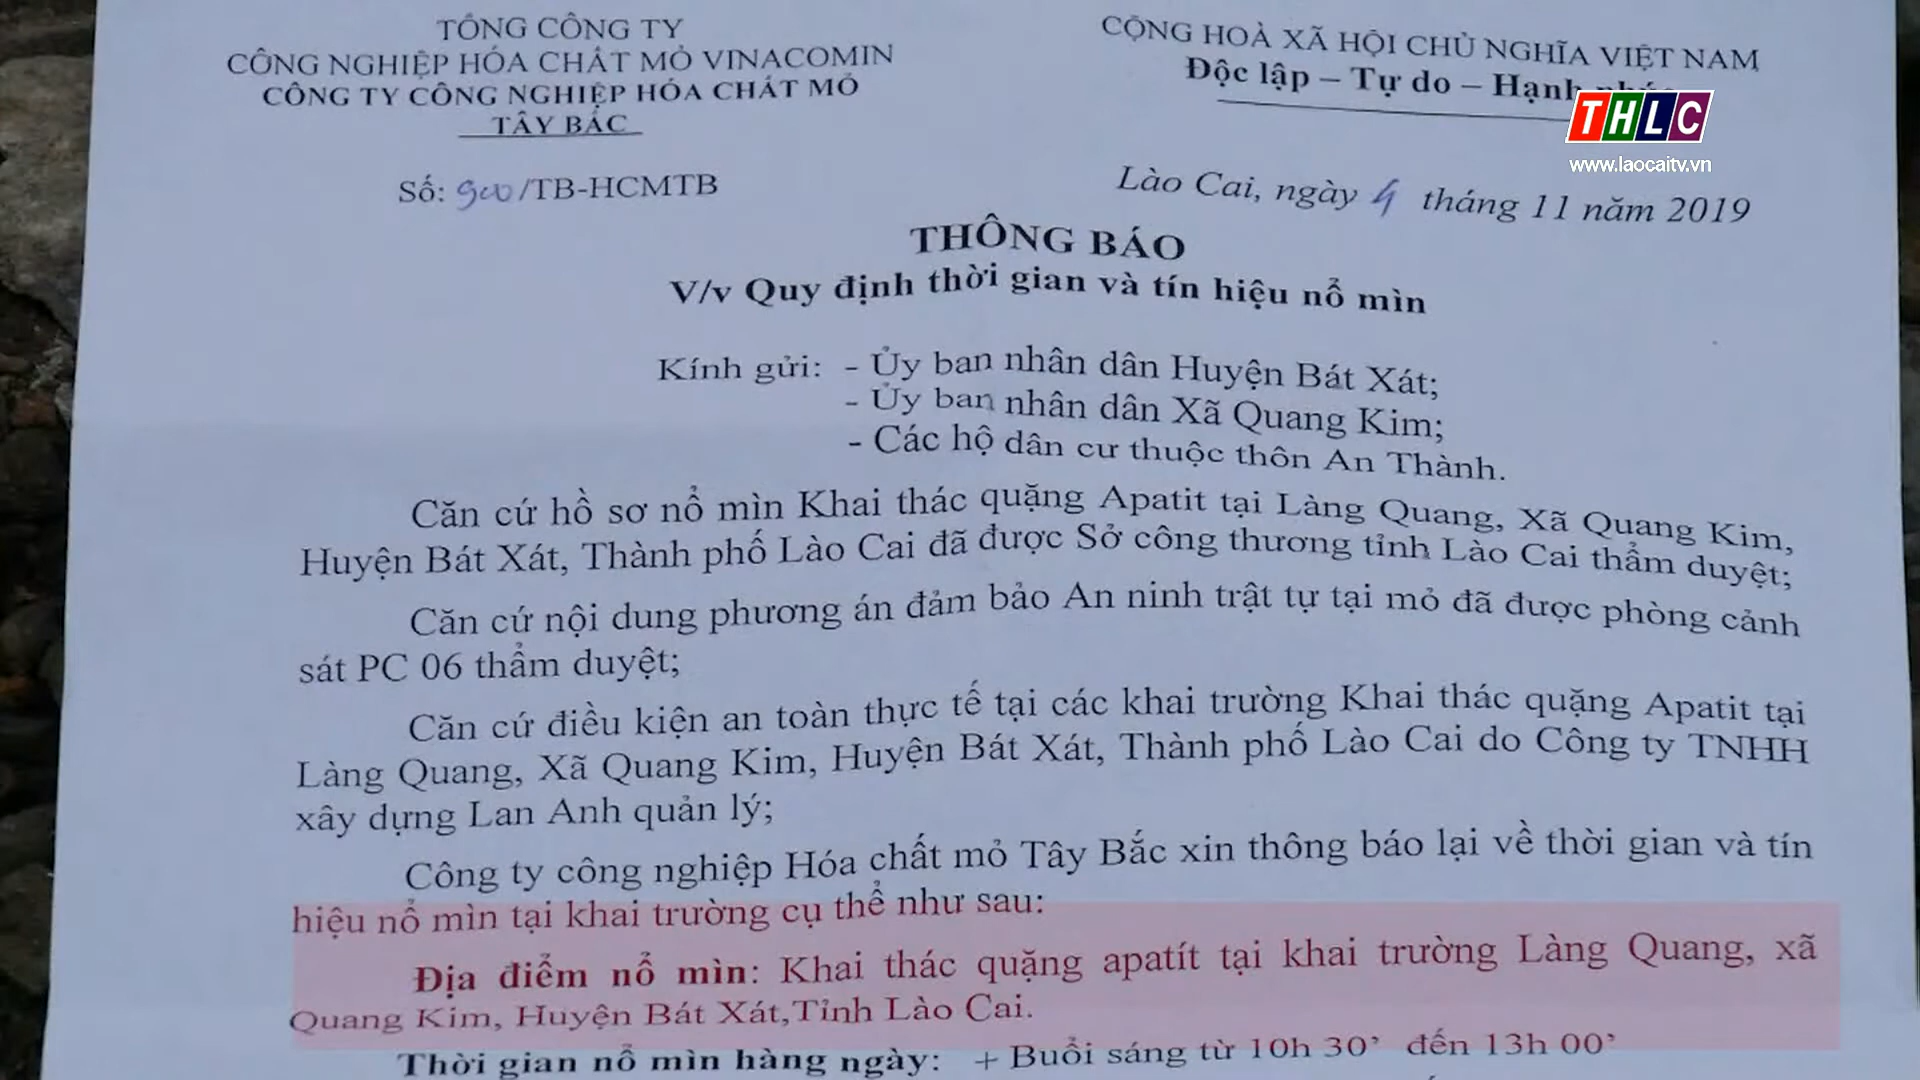 TỔNG CÔNG TY
CÔNG NGHIỆP HÓA CHẤT MỎ VINACOMIN
CÔNG TY CÔNG NGHIỆP HÓA CHẤT MỎ
TÂY BẮC
CỘNG HOÀ XÃ HỘI CHỦ NGHĨA VIỆT NAM
Độc lập – Tự do – Hạnh
THLC
www.laocaitv.vn
Số: 900/TB-HCMTB
Lào Cai, ngày 4 tháng 11 năm 2019
THÔNG BÁO
V/v Quy định thời gian và tín hiệu nổ mìn
Kính gửi: - Ủy ban nhân dân Huyện Bát Xát;
- Ủy ban nhân dân Xã Quang Kim;
- Các hộ dân cư thuộc thôn An Thành.
Căn cứ hồ sơ nổ mìn Khai thác quặng Apatit tại Làng Quang, Xã Quang Kim,
Huyện Bát Xát, Thành phố Lào Cai đã được Sở công thương tỉnh Lào Cai thẩm duyệt;
Căn cứ nội dung phương án đảm bảo An ninh trật tự tại mỏ đã được phòng cảnh
sát PC 06 thẩm duyệt;
Căn cứ điều kiện an toàn thực tế tại các khai trường Khai thác quặng Apatit tại
Làng Quang, Xã Quang Kim, Huyện Bát Xát, Thành phố Lào Cai do Công ty TNHH
xây dựng Lan Anh quản lý;
Công ty công nghiệp Hóa chất mỏ Tây Bắc xin thông báo lại về thời gian và tín
hiệu nổ mìn tại khai trường cụ thể như sau:
Địa điểm nổ mìn: Khai thác quặng apatít tại khai trường Làng Quang, xã
Quang Kim, Huyện Bát Xát,Tỉnh Lào Cai.
Thời gian nổ mìn hàng ngày: + Buổi sáng từ 10h 30' đến 13h 00'